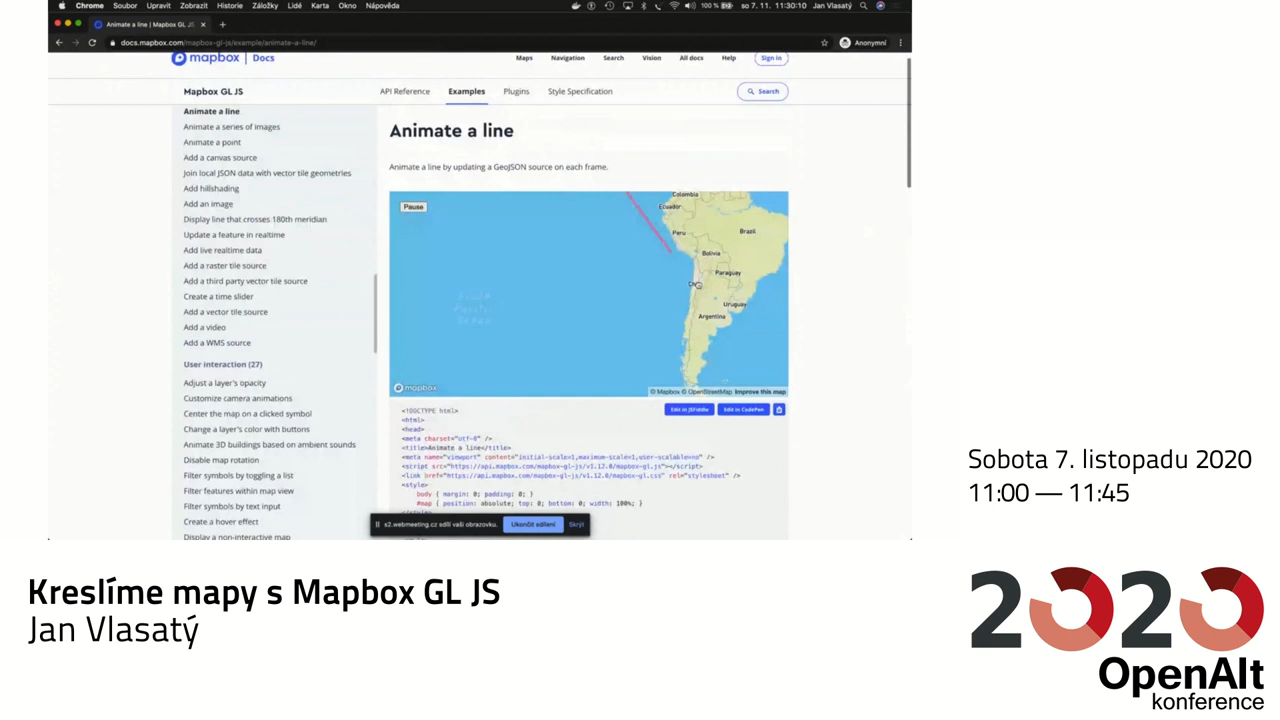 Chrome Soubor Upravit Zobrazit Historie Záložky Lidé Karta Okno Nápověda
100 % so 7. 11. 11:30:10 Jan Vlasatý
Animate a line | Mapbox GL JS
docs.mapbox.com/mapbox-gl-js/example/animate-a-line/
Anonymní
mapbox | Docs
Maps Navigation Search Vision All docs Help Sign in
Mapbox GL JS
API Reference Examples Plugins Style Specification
Search
Animate a line
Animate a series of images
Animate a point
Add a canvas source
Join local JSON data with vector tile geometries
Add hillshading
Add an image
Display line that crosses 180th meridian
Update a feature in realtime
Add live realtime data
Add a raster tile source
Add a third party vector tile source
Create a time slider
Add a vector tile source
Add a video
Add a WMS source
User interaction (27)
Adjust a layer's opacity
Customize camera animations
Center the map on a clicked symbol
Change a layer's color with buttons
Animate 3D buildings based on ambient sounds
Disable map rotation
Filter symbols by toggling a list
Filter features within map view
Filter symbols by text input
Create a hover effect
Display a non-interactive map
Animate a line
Animate a line by updating a GeoJSON source on each frame.
Pause
Colombia
Ecuador
Peru
Brazil
Bolivia
Paraguay
Uruguay
Argentina
mapbox
© Mapbox © OpenStreetMap Improve this map
Edit in JSFiddle Edit in CodePen
<!DOCTYPE html>
<html>
<head>
<meta charset="utf-8" />
<title>Animate a line</title>
<meta name="viewport" content="initial-scale=1,maximum-scale=1,user-scalable=no" />
<script src="https://api.mapbox.com/mapbox-gl-js/v1.12.0/mapbox-gl.js"></script>
<link href="https://api.mapbox.com/mapbox-gl-js/v1.12.0/mapbox-gl.css" rel="stylesheet" />
<style>
body { margin: 0; padding: 0; }
#map { position: absolute; top: 0; bottom: 0; width: 100%; }
s2.webmeeting.cz sdílí vaši obrazovku. Ukončit sdílení Skrýt
Sobota 7. listopadu 2020
11:00 — 11:45
Kreslíme mapy s Mapbox GL JS
Jan Vlasatý
2020
OpenAlt
konference